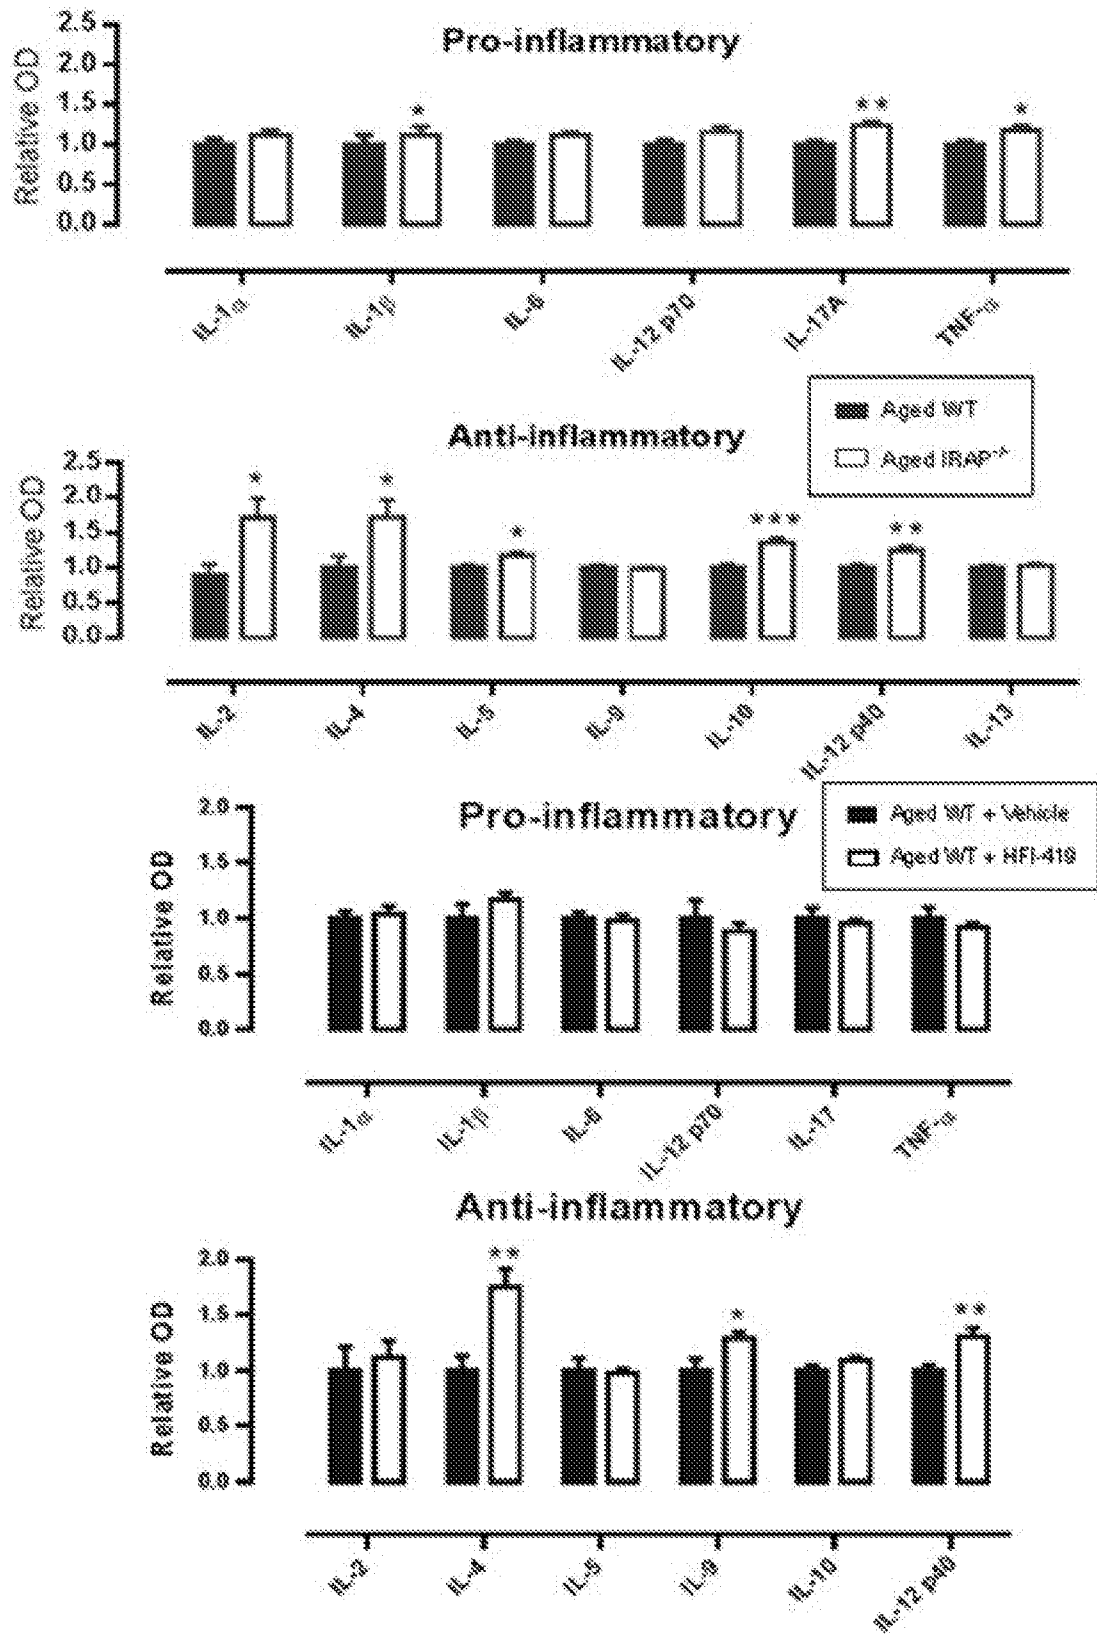 Pro-inflammatory
Relative OD
2.5
2.0
1.5
1.0
0.5
0.0
* ** *
IL-1α IL-1β IL-6 IL-12 p70 IL-17A TNF-α
Aged WT
Aged IRAP-/-
Anti-inflammatory
Relative OD
2.5
2.0
1.5
1.0
0.5
0.0
* * * *** **
IL-2 IL-4 IL-5 IL-9 IL-10 IL-12 p40 IL-13
Pro-inflammatory
Aged WT + Vehicle
Aged WT + HFI-419
Relative OD
2.0
1.5
1.0
0.5
0.0
IL-1α IL-1β IL-6 IL-12 p70 IL-17 TNF-α
Anti-inflammatory
Relative OD
2.0
1.5
1.0
0.5
0.0
** * **
IL-2 IL-4 IL-5 IL-9 IL-10 IL-12 p40